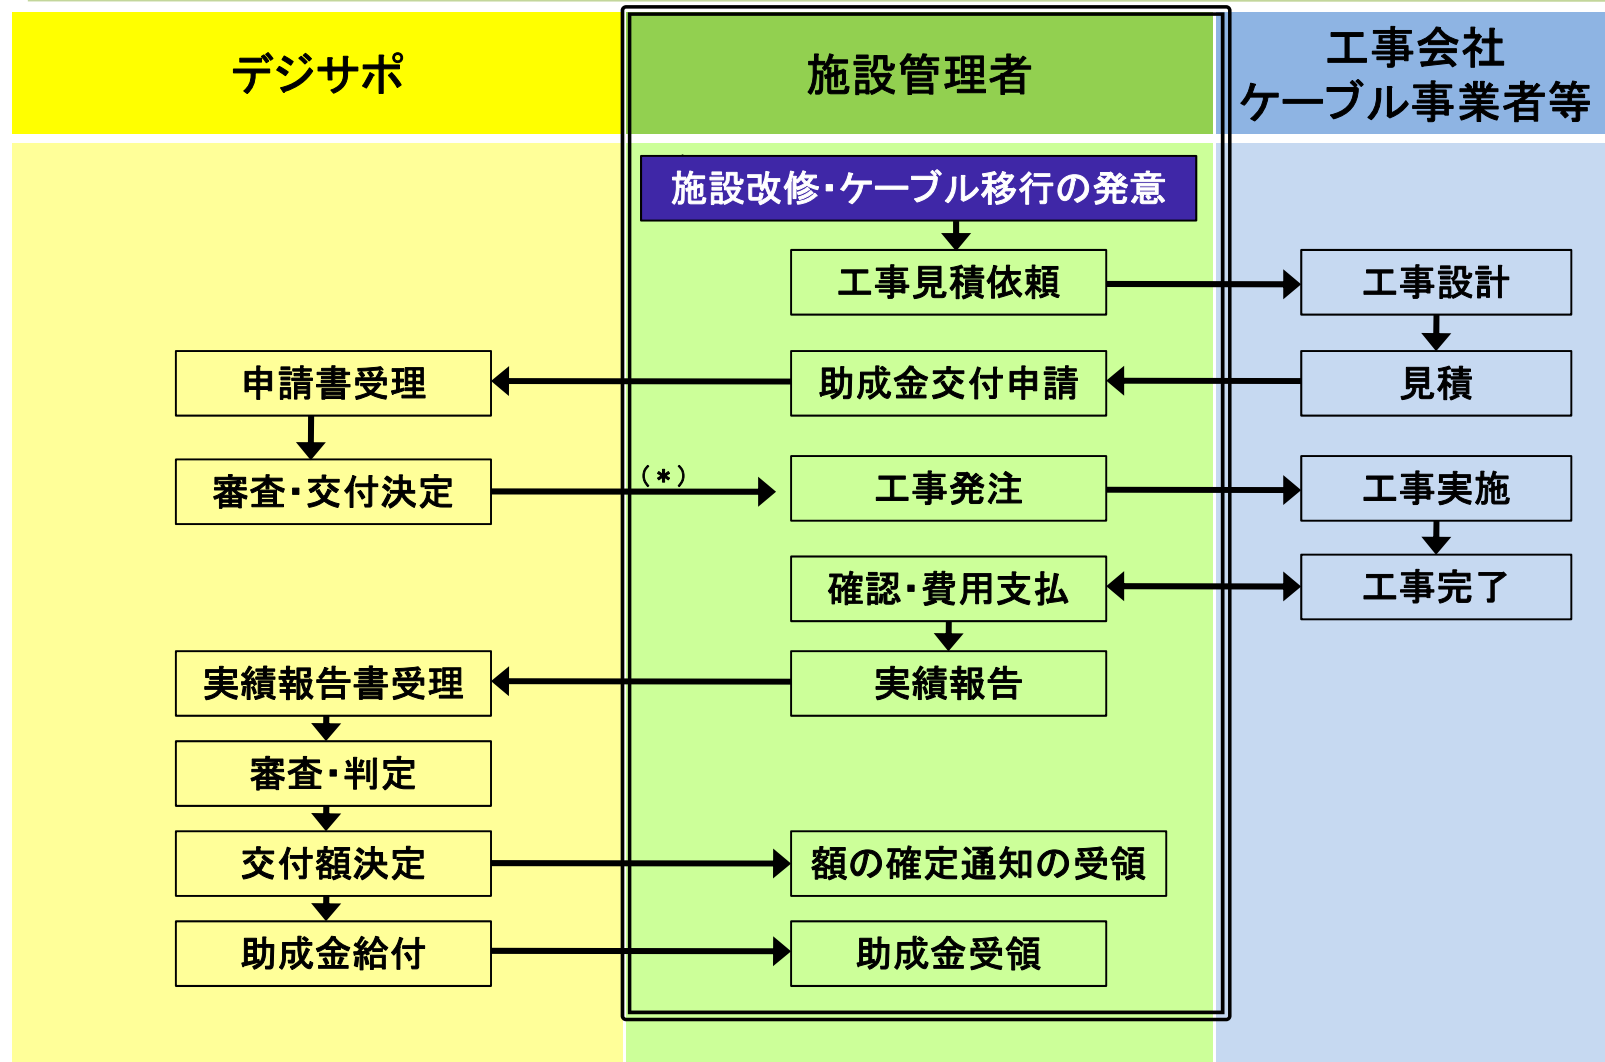 デジサポ
施設管理者
工事会社
ケーブル事業者等
施設改修・ケーブル移行の発意
工事見積依頼
工事設計
申請書受理
助成金交付申請
見積
審査・交付決定
(*)
工事発注
工事実施
確認・費用支払
工事完了
実績報告書受理
実績報告
審査・判定
交付額決定
額の確定通知の受領
助成金給付
助成金受領